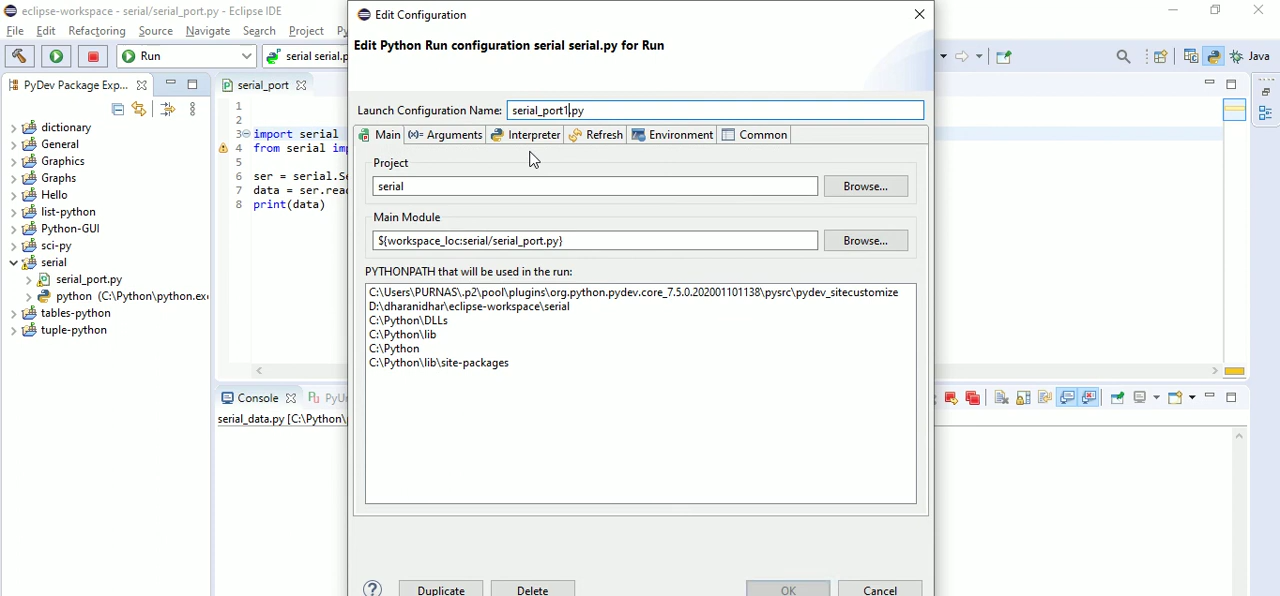 eclipse-workspace - serial/serial_port.py - Eclipse IDE
File Edit Refactoring Source Navigate Search Project Py
Run serial serial.p
Java
PyDev Package Exp...
dictionary
General
Graphics
Graphs
Hello
list-python
Python-GUI
sci-py
serial
serial_port.py
python (C:\Python\python.exe
tables-python
tuple-python
serial_port
1
2
3 import serial
4 from serial imp
5
6 ser = serial.Se
7 data = ser.read
8 print(data)
Console PyU
serial_data.py [C:\Python\
Edit Configuration
Edit Python Run configuration serial serial.py for Run
Launch Configuration Name: serial_port1.py
Main Arguments Interpreter Refresh Environment Common
Project
serial Browse...
Main Module
${workspace_loc:serial/serial_port.py} Browse...
PYTHONPATH that will be used in the run:
C:\Users\PURNAS\.p2\pool\plugins\org.python.pydev.core_7.5.0.202001101138\pysrc\pydev_sitecustomize
D:\dharanidhar\eclipse-workspace\serial
C:\Python\DLLs
C:\Python\lib
C:\Python
C:\Python\lib\site-packages
? Duplicate Delete OK Cancel